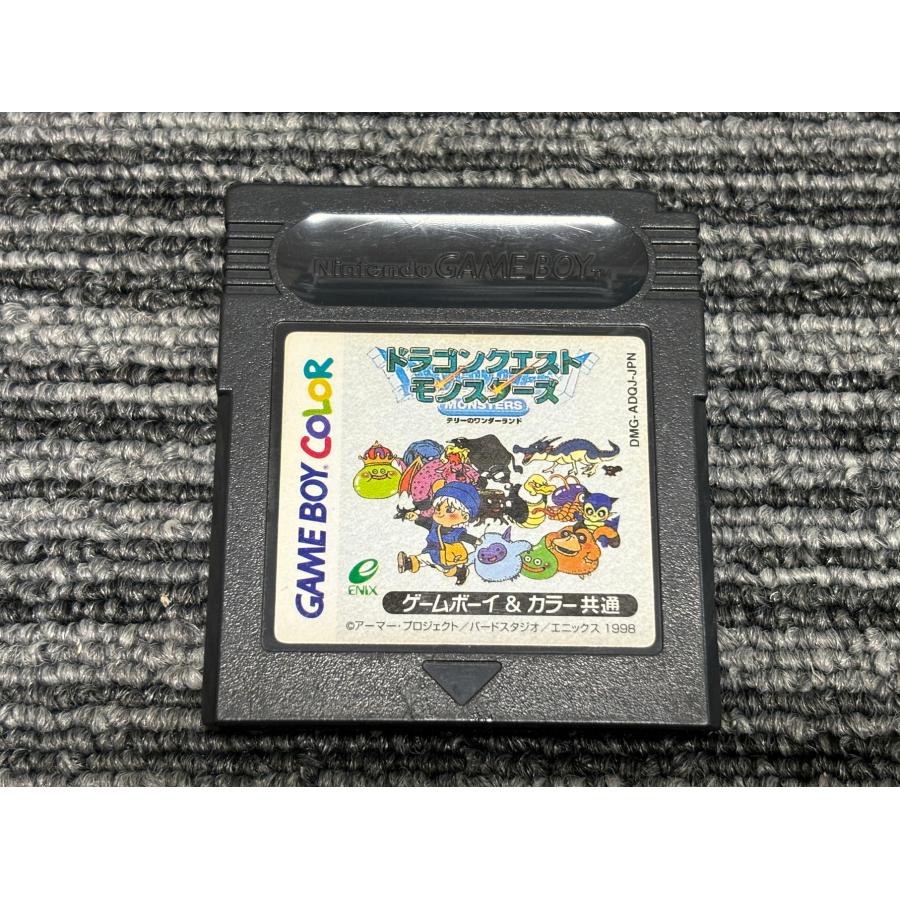 Nintendo GAME BOY TM
GAME BOY COLOR
ドラゴンクエスト
モンスターズ
MONSTERS
テリーのワンダーランド
DMG-ADQJ-JPN
e
ENIX
ゲームボーイ & カラー共通
©アーマー・プロジェクト/バードスタジオ/エニックス 1998